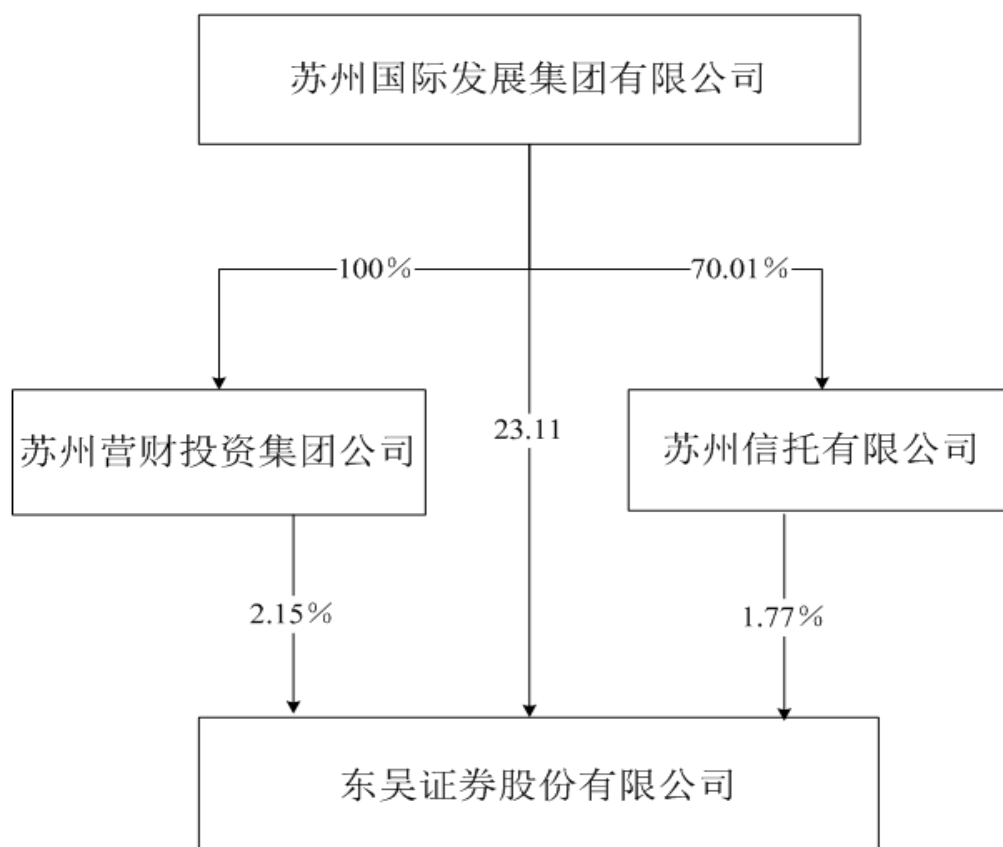 苏州国际发展集团有限公司
100％
70.01％
苏州营财投资集团公司
23.11
苏州信托有限公司
2.15％
1.77％
东吴证券股份有限公司